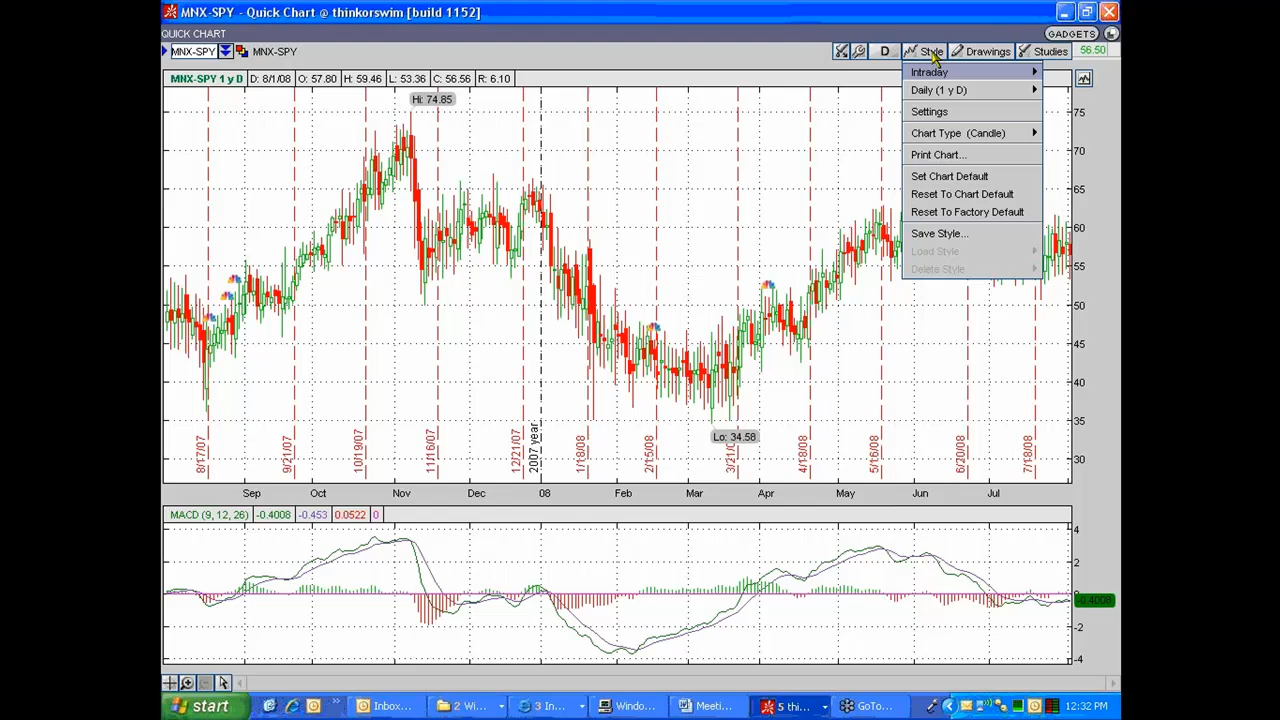 MNX-SPY - Quick Chart @ thinkorswim [build 1152]
QUICK CHART
GADGETS
MNX-SPY
MNX-SPY
D
Style
Drawings
Studies
56.50
MNX-SPY 1 y D
D: 8/1/08
O: 57.80
H: 59.46
L: 53.36
C: 56.56
R: 6.10
Intraday
Daily (1 y D)
Settings
Chart Type (Candle)
Print Chart...
Set Chart Default
Reset To Chart Default
Reset To Factory Default
Save Style...
Load Style
Delete Style
Hi: 74.85
Lo: 34.58
75
70
65
60
55
50
45
40
35
30
8/17/07
9/21/07
10/19/07
11/16/07
12/21/07
2007 year
1/18/08
2/15/08
4/18/08
5/16/08
6/20/08
7/18/08
Sep
Oct
Nov
Dec
08
Feb
Mar
Apr
May
Jun
Jul
MACD (9, 12, 26)
-0.4008
-0.453
0.0522
0
4
2
-0.4008
-2
-4
start
Inbox...
2 Wi...
3 In...
Windo...
Meeti...
5 thi...
GoTo...
12:32 PM